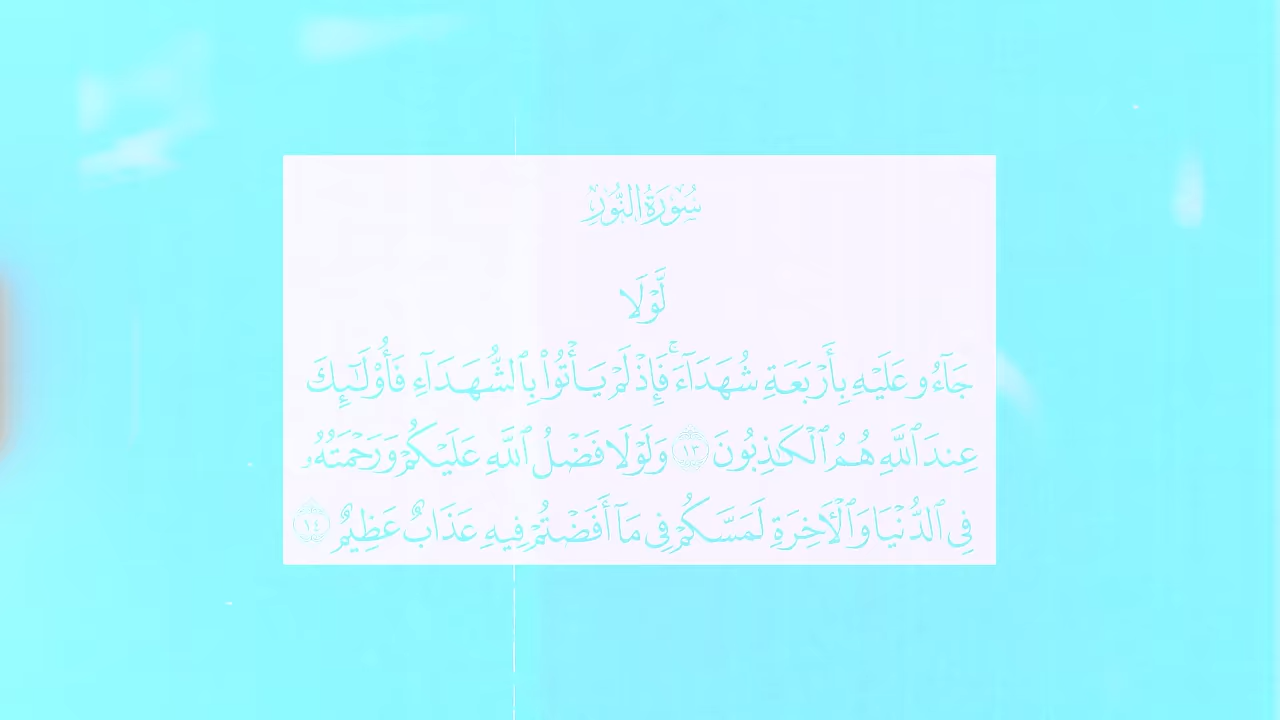 سُورَةُ النُّورِ
لَّوْلَا
جَآءُو عَلَيْهِ بِأَرْبَعَةِ شُهَدَآءَ ۚ فَإِذْ لَمْ يَأْتُوا۟ بِٱلشُّهَدَآءِ فَأُو۟لَـٰٓئِكَ
عِندَ ٱللَّهِ هُمُ ٱلْكَـٰذِبُونَ ١٣ وَلَوْلَا فَضْلُ ٱللَّهِ عَلَيْكُمْ وَرَحْمَتُهُۥ
فِى ٱلدُّنْيَا وَٱلْـَٔاخِرَةِ لَمَسَّكُمْ فِى مَآ أَفَضْتُمْ فِيهِ عَذَابٌ عَظِيمٌ ١٤